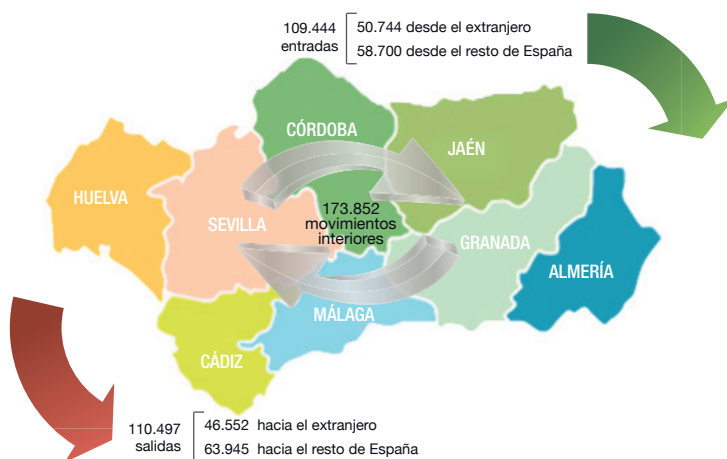 109.444
entradas
50.744 desde el extranjero
58.700 desde el resto de España
CÓRDOBA
JAÉN
HUELVA
SEVILLA
173.852
movimientos
interiores
GRANADA
ALMERÍA
MÁLAGA
CÁDIZ
110.497
salidas
46.552 hacia el extranjero
63.945 hacia el resto de España